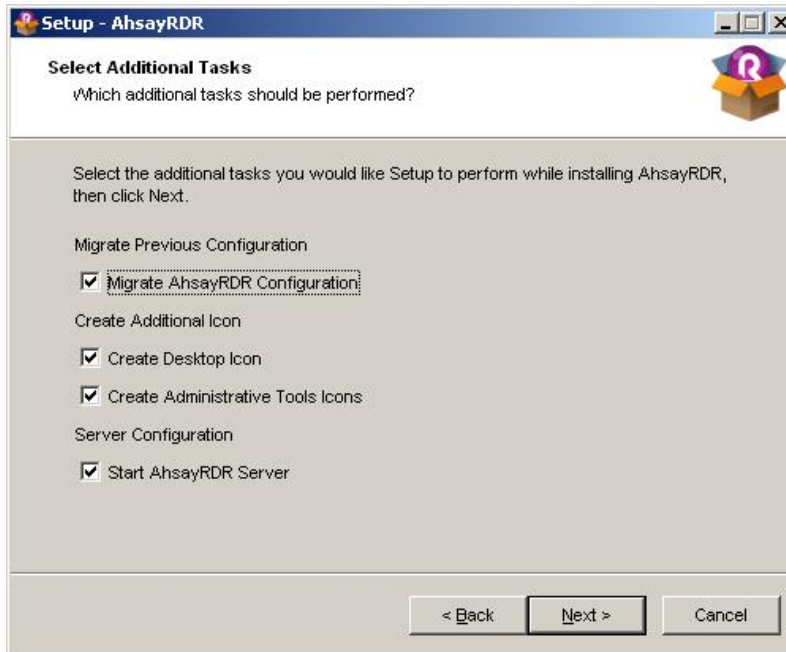 Setup - AhsayRDR
Select Additional Tasks
Which additional tasks should be performed?
R
Select the additional tasks you would like Setup to perform while installing AhsayRDR,
then click Next.
Migrate Previous Configuration
Migrate AhsayRDR Configuration
Create Additional Icon
Create Desktop Icon
Create Administrative Tools Icons
Server Configuration
Start AhsayRDR Server
< Back
Next >
Cancel